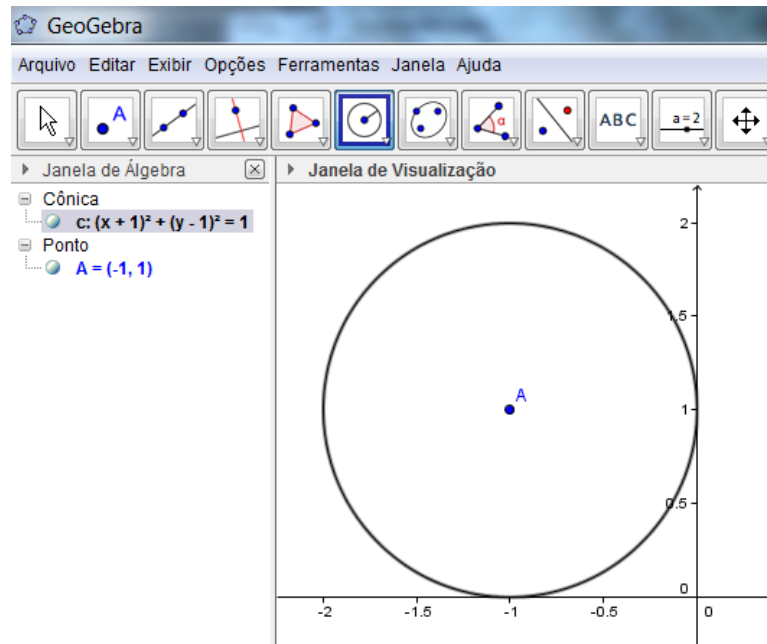 GeoGebra
Arquivo Editar Exibir Opções Ferramentas Janela Ajuda
A α ABC a=2
Janela de Álgebra
Janela de Visualização
Cônica
c: (x + 1)² + (y - 1)² = 1
Ponto
A = (-1, 1)
2
1.5
A
1
0.5
0
-2 -1.5 -1 -0.5 0